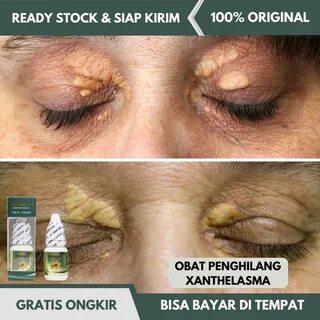 READY STOCK & SIAP KIRIM
100% ORIGINAL
OBAT PENGHILANG
XANTHELASMA
GRATIS ONGKIR
BISA BAYAR DI TEMPAT